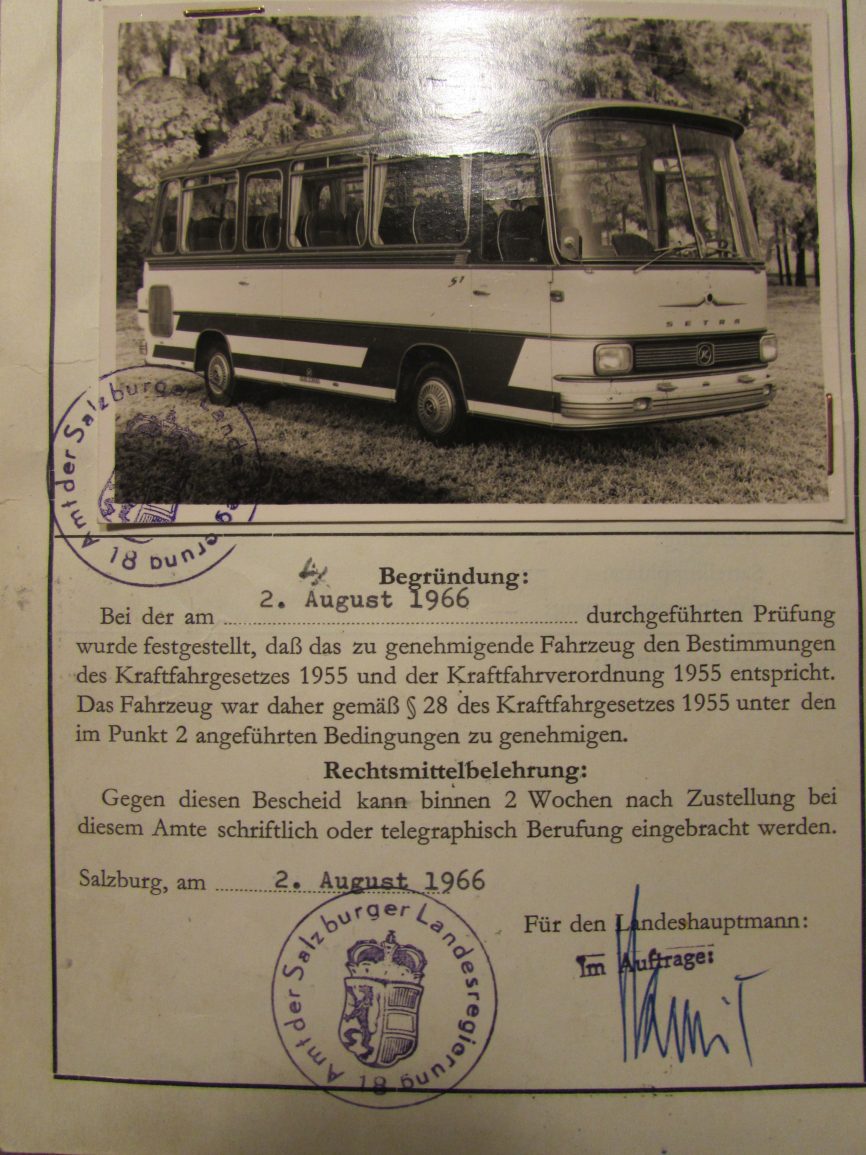 S7
SETRA
K
Amt der Salzburger Landesregierung 18
Begründung:
Bei der am 2. August 1966 durchgeführten Prüfung
wurde festgestellt, daß das zu genehmigende Fahrzeug den Bestimmungen
des Kraftfahrgesetzes 1955 und der Kraftfahrverordnung 1955 entspricht.
Das Fahrzeug war daher gemäß § 28 des Kraftfahrgesetzes 1955 unter den
im Punkt 2 angeführten Bedingungen zu genehmigen.
Rechtsmittelbelehrung:
Gegen diesen Bescheid kann binnen 2 Wochen nach Zustellung bei
diesem Amte schriftlich oder telegraphisch Berufung eingebracht werden.
Salzburg, am 2. August 1966
Für den Landeshauptmann:
Im Auftrage:
Amt der Salzburger Landesregierung 18